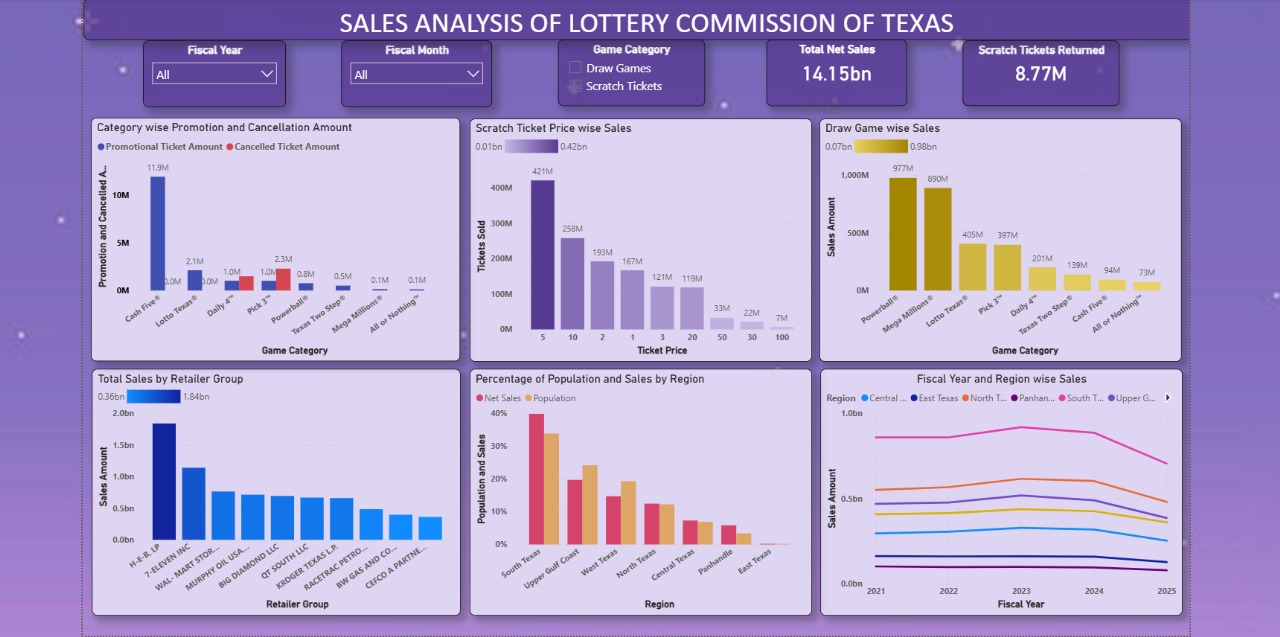 SALES ANALYSIS OF LOTTERY COMMISSION OF TEXAS
Fiscal Year
All
Fiscal Month
All
Game Category
Draw Games
Scratch Tickets
Total Net Sales
14.15bn
Scratch Tickets Returned
8.77M
Category wise Promotion and Cancellation Amount
Promotional Ticket Amount Cancelled Ticket Amount
Promotion and Cancelled A...
10M
5M
0M
11.9M
0.0M
2.1M
0.0M
1.0M
1.0M
2.3M
0.8M
0.5M
0.1M
0.1M
Cash Five®
Lotto Texas®
Daily 4™
Pick 3™
Powerball®
Texas Two Step®
Mega Millions®
All or Nothing™
Game Category
Scratch Ticket Price wise Sales
0.01bn 0.42bn
Tickets Sold
400M
300M
200M
100M
0M
421M
258M
193M
167M
121M
119M
33M
22M
7M
5 10 2 1 3 20 50 30 100
Ticket Price
Draw Game wise Sales
0.07bn 0.98bn
Sales Amount
1,000M
500M
0M
977M
890M
405M
397M
201M
139M
94M
73M
Powerball®
Mega Millions®
Lotto Texas®
Pick 3™
Daily 4™
Texas Two Step®
Cash Five®
All or Nothing™
Game Category
Total Sales by Retailer Group
0.36bn 1.84bn
Sales Amount
2.0bn
1.5bn
1.0bn
0.5bn
0.0bn
H-E-B, LP
7-ELEVEN INC
WAL- MART STOR...
MURPHY OIL USA...
BIG DIAMOND LLC
QT SOUTH LLC
KROGER TEXAS L.P.
RACETRAC PETRO...
BW GAS AND CO...
CEFCO A PARTNE...
Retailer Group
Percentage of Population and Sales by Region
Net Sales Population
Population and Sales
40%
30%
20%
10%
0%
South Texas
Upper Gulf Coast
West Texas
North Texas
Central Texas
Panhandle
East Texas
Region
Fiscal Year and Region wise Sales
Region Central ... East Texas North T... Panhan... South T... Upper G...
Sales Amount
1.0bn
0.5bn
0.0bn
2021 2022 2023 2024 2025
Fiscal Year